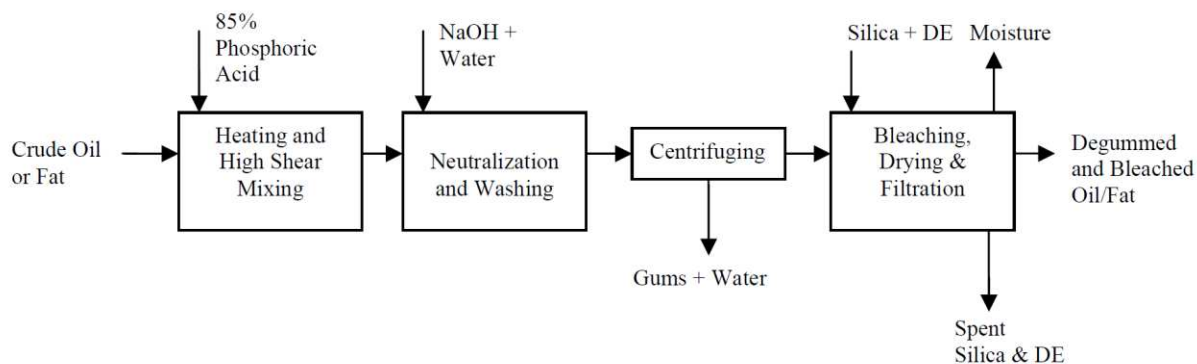 85%
Phosphoric
Acid
NaOH +
Water
Silica + DE
Moisture
Crude Oil
or Fat
Heating and
High Shear
Mixing
Neutralization
and Washing
Centrifuging
Bleaching,
Drying &
Filtration
Degummed
and Bleached
Oil/Fat
Gums + Water
Spent
Silica & DE